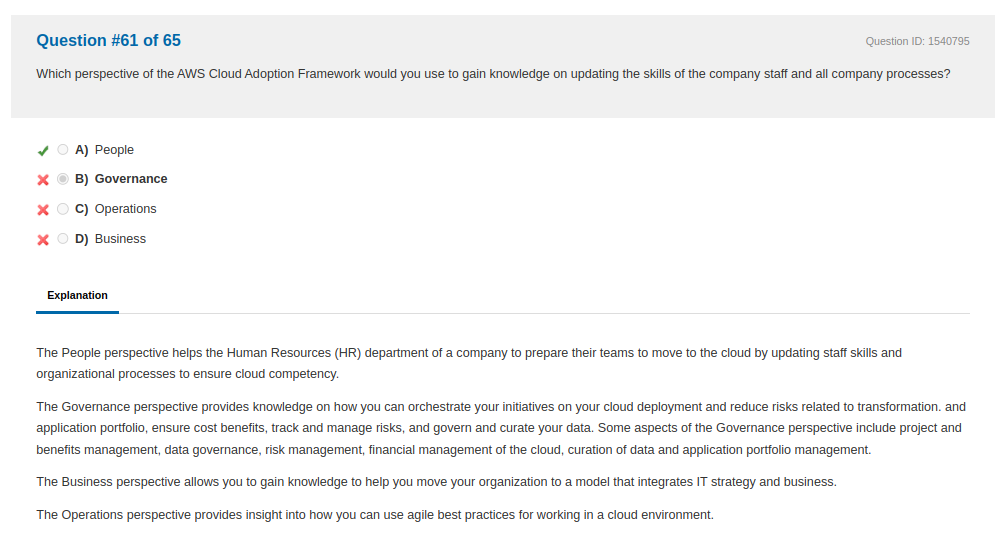 Question #61 of 65
Question ID: 1540795
Which perspective of the AWS Cloud Adoption Framework would you use to gain knowledge on updating the skills of the company staff and all company processes?
A) People
B) Governance
C) Operations
D) Business
Explanation
The People perspective helps the Human Resources (HR) department of a company to prepare their teams to move to the cloud by updating staff skills and
organizational processes to ensure cloud competency.
The Governance perspective provides knowledge on how you can orchestrate your initiatives on your cloud deployment and reduce risks related to transformation. and
application portfolio, ensure cost benefits, track and manage risks, and govern and curate your data. Some aspects of the Governance perspective include project and
benefits management, data governance, risk management, financial management of the cloud, curation of data and application portfolio management.
The Business perspective allows you to gain knowledge to help you move your organization to a model that integrates IT strategy and business.
The Operations perspective provides insight into how you can use agile best practices for working in a cloud environment.